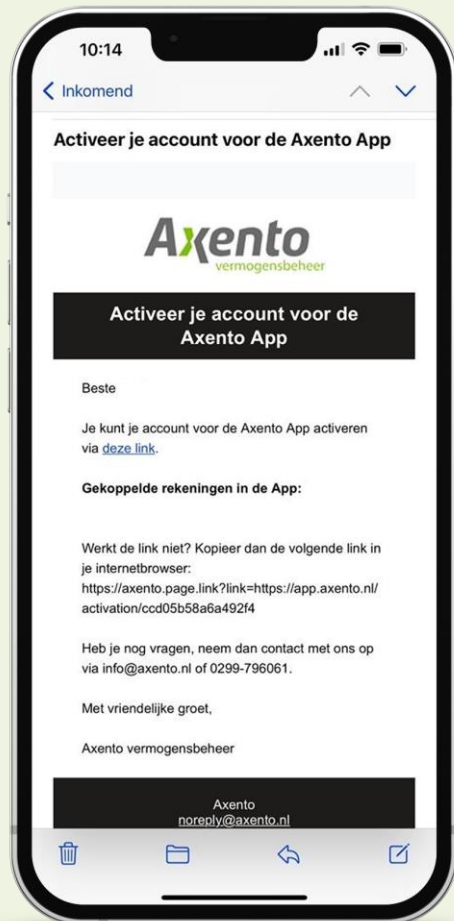 10:14
Inkomend
Activeer je account voor de Axento App
Axento
vermogensbeheer
Activeer je account voor de
Axento App
Beste
Je kunt je account voor de Axento App activeren
via deze link.
Gekoppelde rekeningen in de App:
Werkt de link niet? Kopieer dan de volgende link in
je internetbrowser:
https://axento.page.link?link=https://app.axento.nl/
activation/ccd05b58a6a492f4
Heb je nog vragen, neem dan contact met ons op
via info@axento.nl of 0299-796061.
Met vriendelijke groet,
Axento vermogensbeheer
Axento
noreply@axento.nl